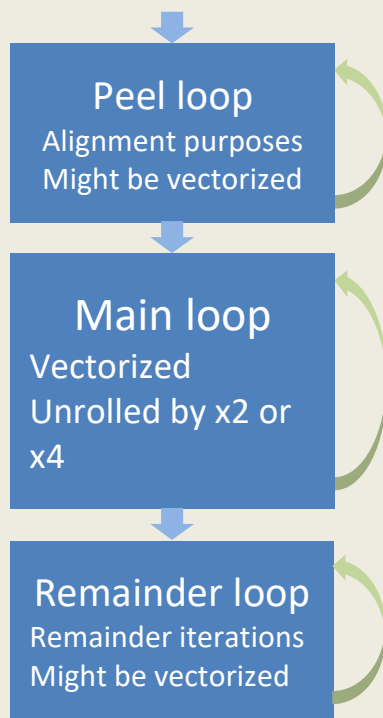 Peel loop
Alignment purposes
Might be vectorized
Main loop
Vectorized
Unrolled by x2 or
x4
Remainder loop
Remainder iterations
Might be vectorized